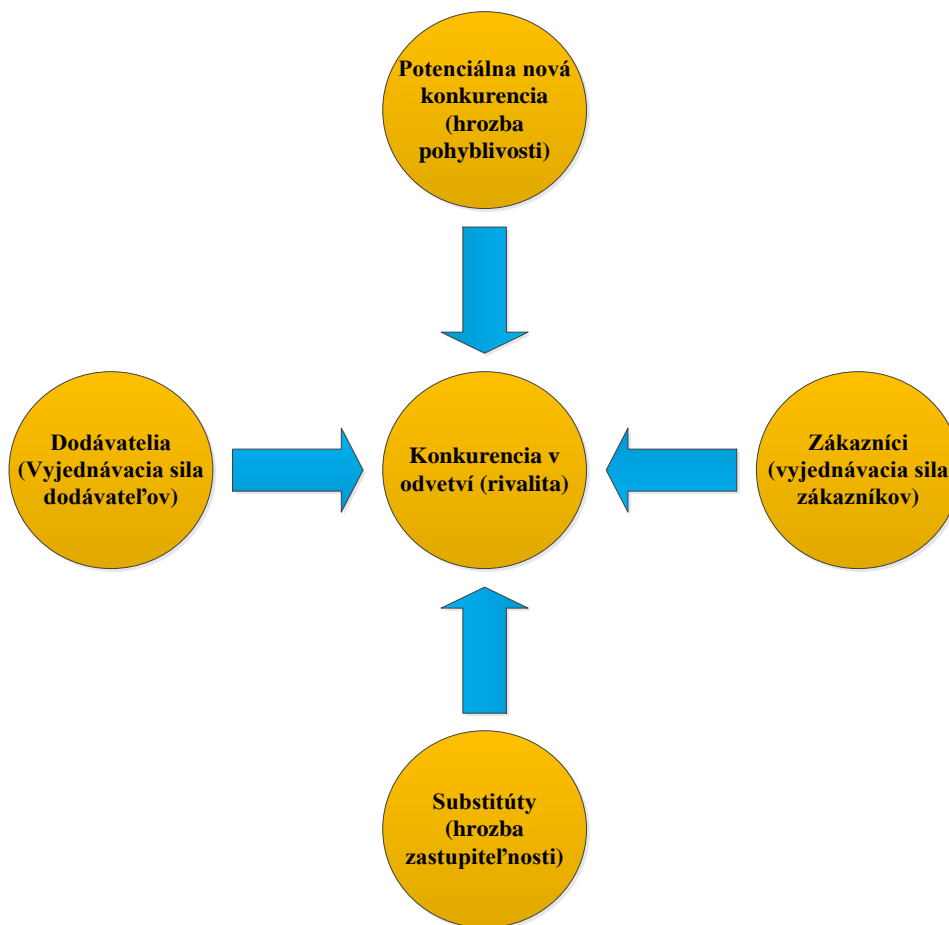 Potenciálna nová
konkurencia
(hrozba
pohyblivosti)
Dodávatelia
(Vyjednávacia sila
dodávateľov)
Konkurencia v
odvetví (rivalita)
Zákazníci
(vyjednávacia sila
zákazníkov)
Substitúty
(hrozba
zastupiteľnosti)